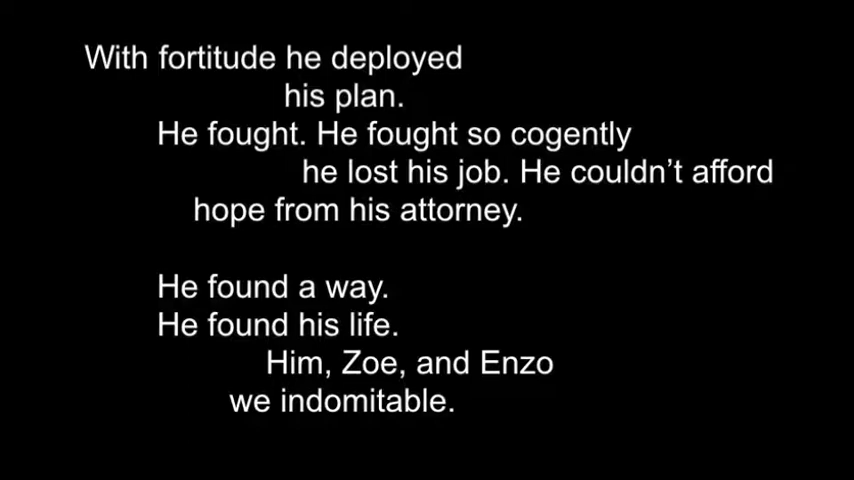 With fortitude he deployed
his plan.
He fought. He fought so cogently
he lost his job. He couldn’t afford
hope from his attorney.
He found a way.
He found his life.
Him, Zoe, and Enzo
we indomitable.